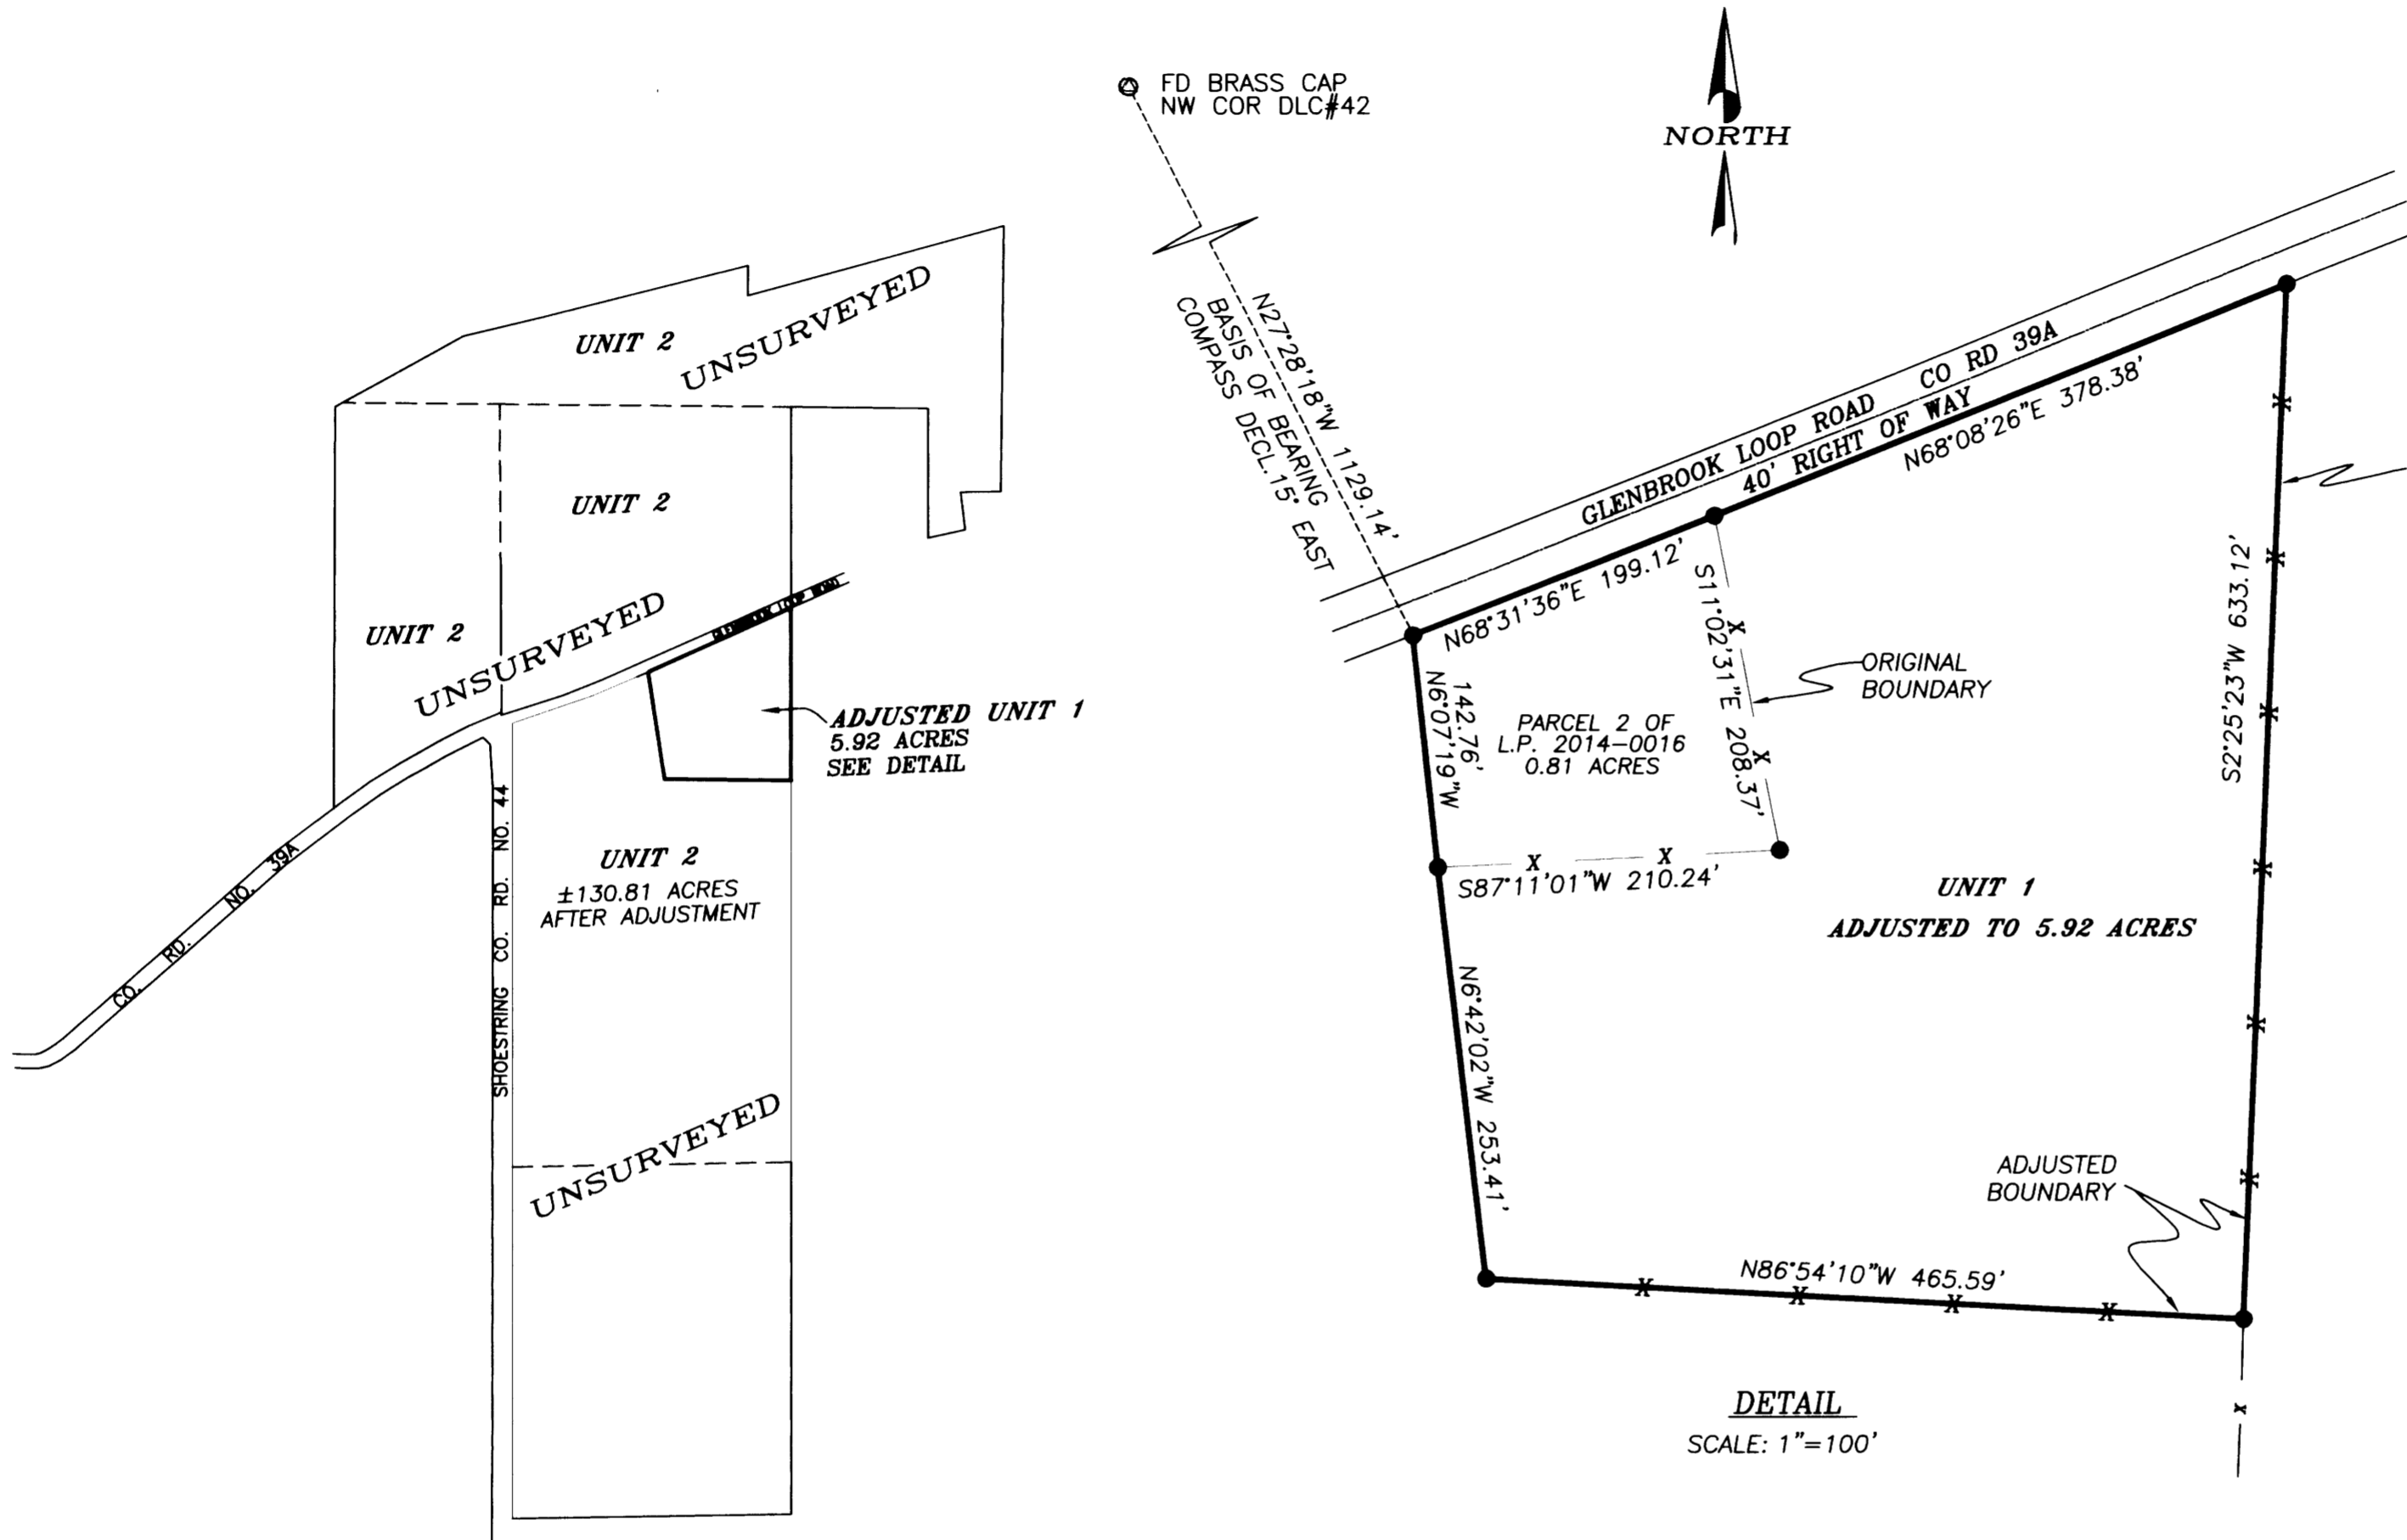 FD BRASS CAP
NW COR DLC#42
NORTH
N27°28'18"W 1129.14'
BASIS OF BEARING
COMPASS DECL.15° EAST
UNIT 2
UNSURVEYED
UNIT 2
UNIT 2
UNSURVEYED
GLENBROOK LOOP ROAD
ADJUSTED UNIT 1
5.92 ACRES
SEE DETAIL
CO. RD. NO. 39A
SHOESTRING CO. RD. NO. 44
UNIT 2
±130.81 ACRES
AFTER ADJUSTMENT
UNSURVEYED
GLENBROOK LOOP ROAD CO RD 39A
40' RIGHT OF WAY
N68°08'26"E 378.38'
N68°31'36"E 199.12'
S11°02'31"E 208.37'
X
X
ORIGINAL
BOUNDARY
142.76'
N6°07'19"W
PARCEL 2 OF
L.P. 2014-0016
0.81 ACRES
X X
S87°11'01"W 210.24'
S2°25'23"W 633.12'
X
X
X
X
X
X
UNIT 1
ADJUSTED TO 5.92 ACRES
N6°42'02"W 253.41'
ADJUSTED
BOUNDARY
N86°54'10"W 465.59'
X X X X
X
DETAIL
SCALE: 1"=100'